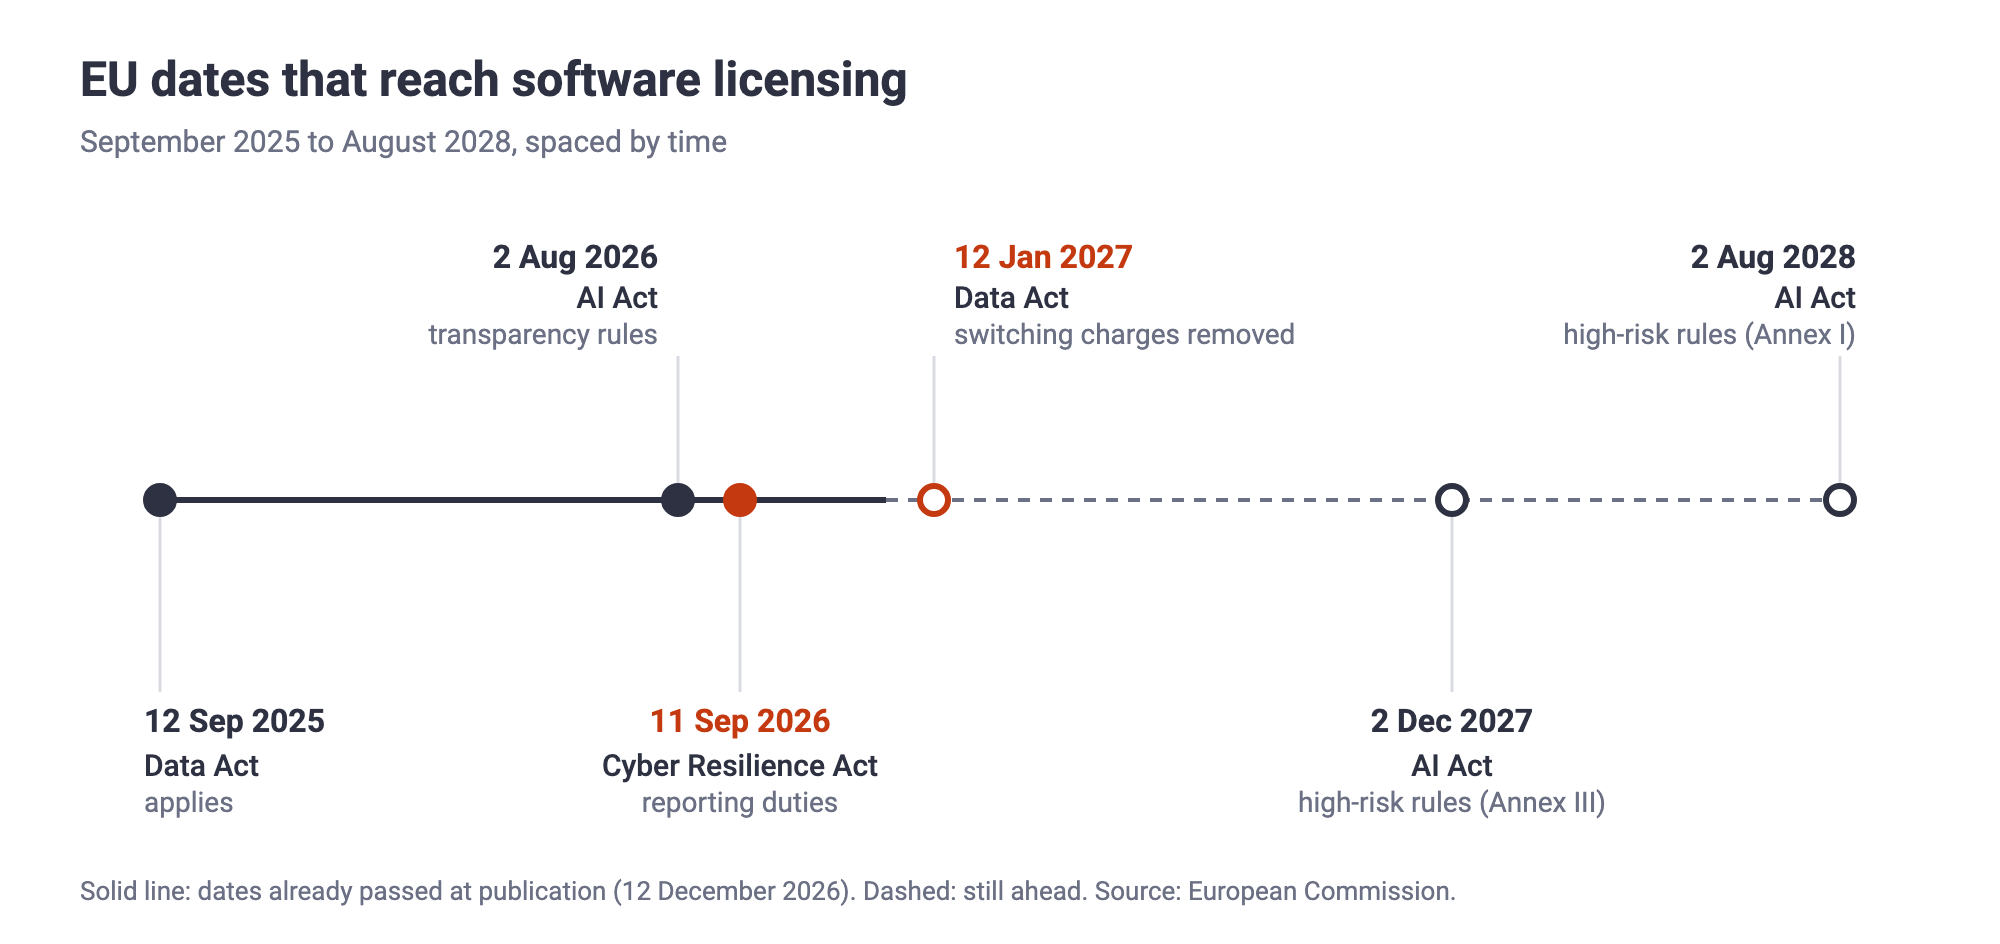 EU dates that reach software licensing
September 2025 to August 2028, spaced by time
2 Aug 2026
AI Act
transparency rules
12 Jan 2027
Data Act
switching charges removed
2 Aug 2028
AI Act
high-risk rules (Annex I)
12 Sep 2025
Data Act
applies
11 Sep 2026
Cyber Resilience Act
reporting duties
2 Dec 2027
AI Act
high-risk rules (Annex III)
Solid line: dates already passed at publication (12 December 2026). Dashed: still ahead. Source: European Commission.